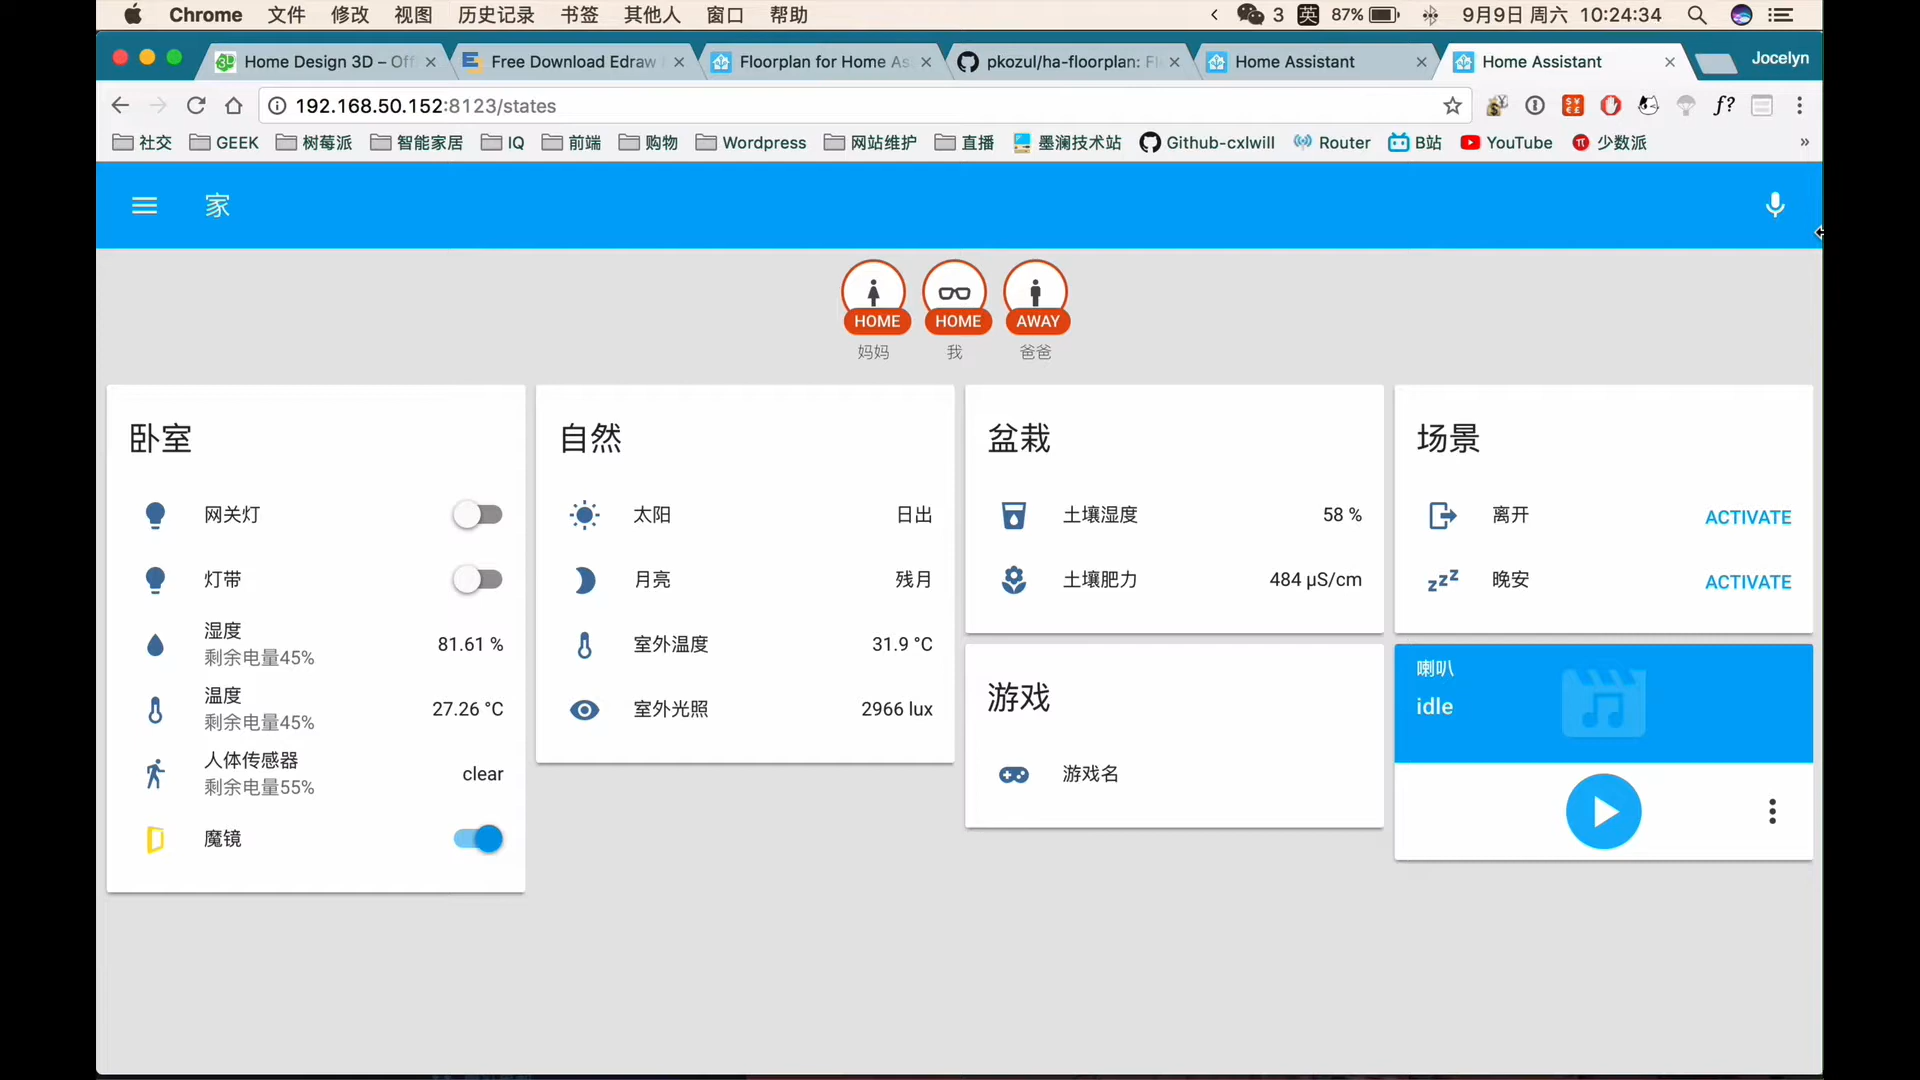 Chrome 文件 修改 视图 历史记录 书签 其他人 窗口 帮助 3 英 87% 9月9日 周六 10:24:34
Home Design 3D – Off Free Download Edraw Floorplan for Home As pkozul/ha-floorplan: Fl Home Assistant Home Assistant Jocelyn
192.168.50.152:8123/states
社交 GEEK 树莓派 智能家居 IQ 前端 购物 Wordpress 网站维护 直播 墨澜技术站 Github-cxlwill Router B站 YouTube 少数派 »
家
HOME HOME AWAY
妈妈 我 爸爸
卧室
网关灯
灯带
湿度
剩余电量45%
81.61 %
温度
剩余电量45%
27.26 °C
人体传感器
剩余电量55%
clear
魔镜
自然
太阳 日出
月亮 残月
室外温度 31.9 °C
室外光照 2966 lux
盆栽
土壤湿度 58 %
土壤肥力 484 µS/cm
游戏
游戏名
场景
离开 ACTIVATE
晚安 ACTIVATE
喇叭
idle